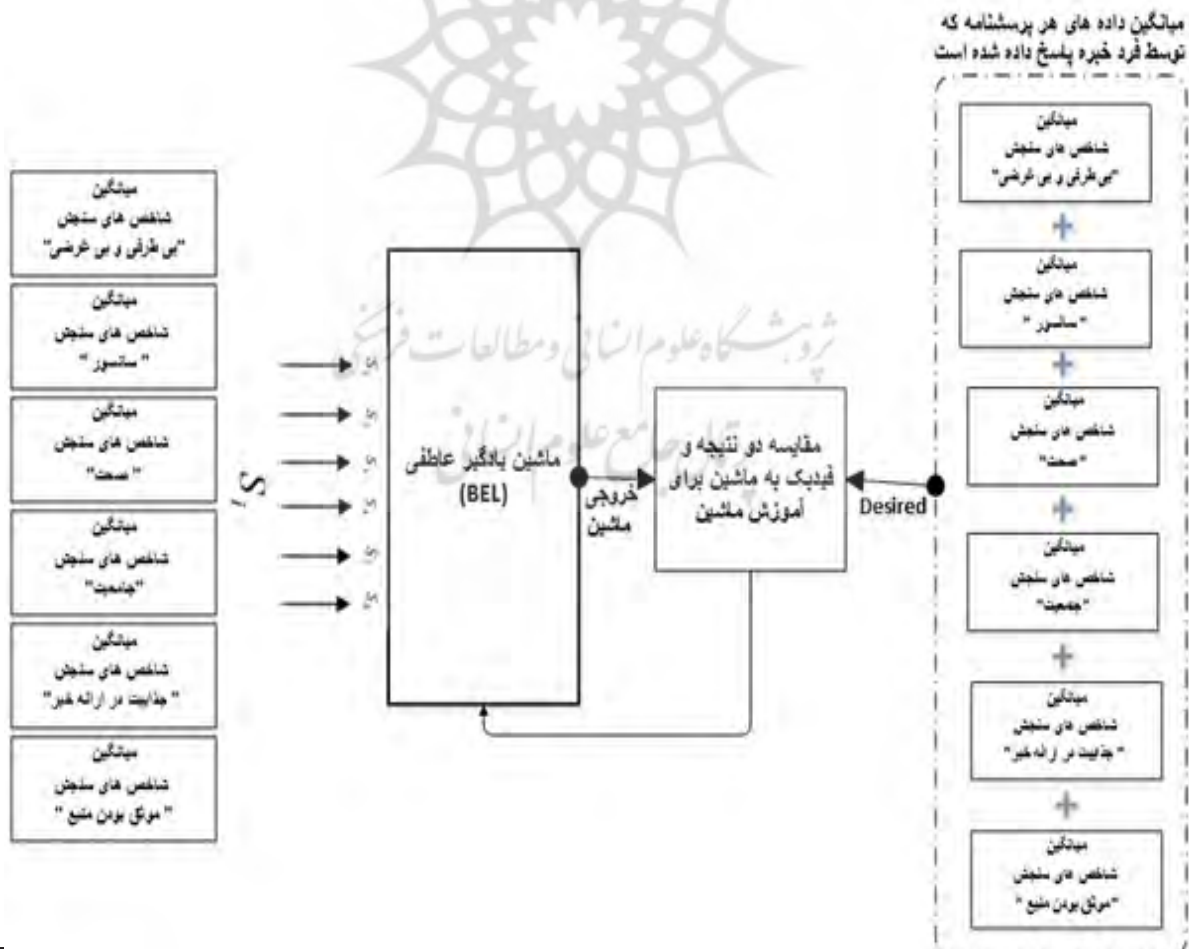 میانگین داده های هر پرسشنامه که
توسط فرد خبره پاسخ داده شده است
میانگین
شاخص های سنجش
"بی طرفی و بی غرضی"
میانگین
شاخص های سنجش
"سانسور"
میانگین
شاخص های سنجش
"صحت"
میانگین
شاخص های سنجش
"جامعیت"
میانگین
شاخص های سنجش
"جذابیت در ارائه خبر"
میانگین
شاخص های سنجش
"موثق بودن منبع"
Desired
مقایسه دو نتیجه و
فیدبک به ماشین برای
آموزش ماشین
خروجی
ماشین
ماشین یادگیر عاطفی
(BEL)
پژوهشگاه علوم انسانی و مطالعات فرهنگی
پرتال جامع علوم انسانی
S i
میانگین
شاخص های سنجش
"بی طرفی و بی غرضی"
میانگین
شاخص های سنجش
"سانسور"
میانگین
شاخص های سنجش
"صحت"
میانگین
شاخص های سنجش
"جامعیت"
میانگین
شاخص های سنجش
"جذابیت در ارائه خبر"
میانگین
شاخص های سنجش
"موثق بودن منبع"